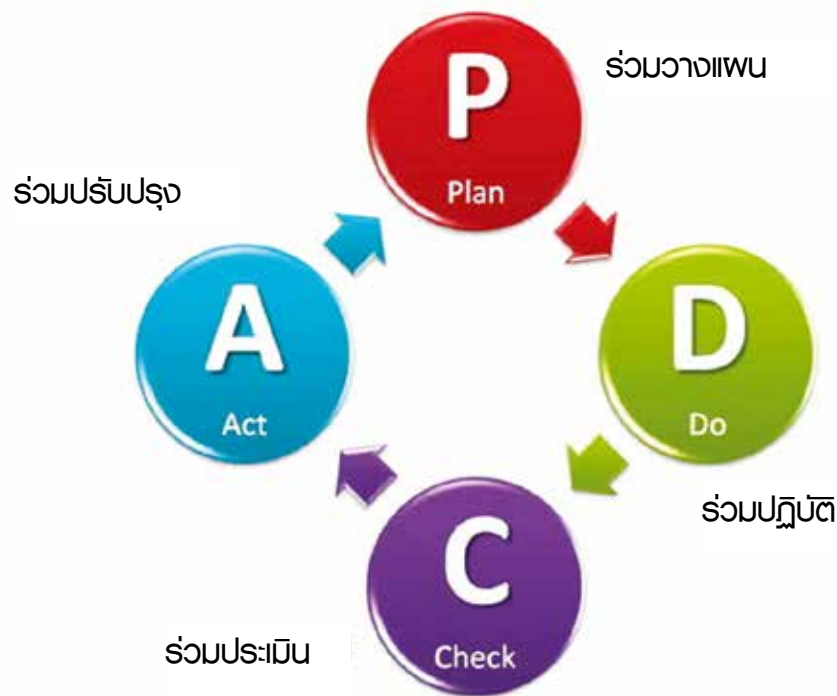 P
Plan
ร่วมวางแผน
D
Do
ร่วมปฏิบัติ
C
Check
ร่วมประเมิน
A
Act
ร่วมปรับปรุง